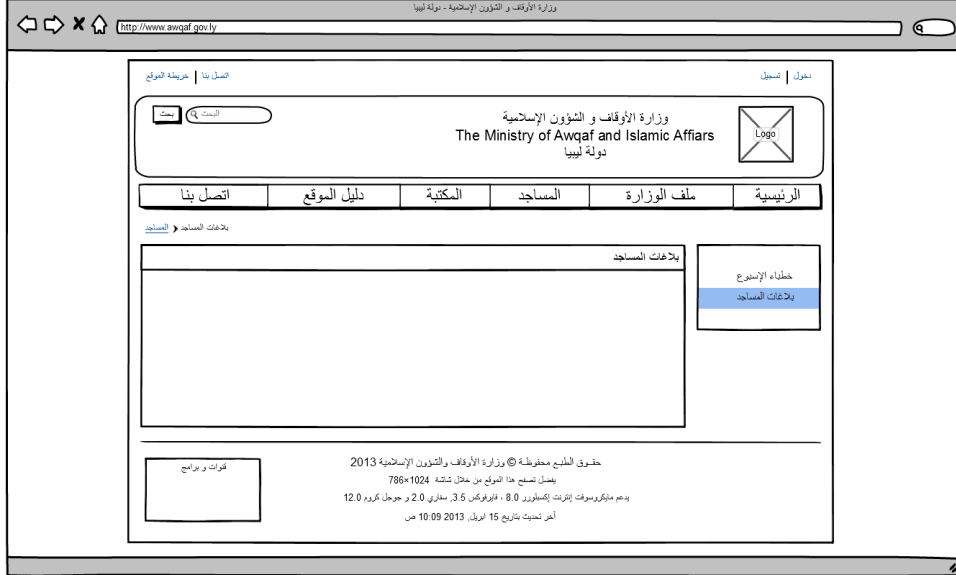 وزارة الأوقاف و الشؤون الإسلامية - دولة ليبيا
http://www.awqaf.gov.ly
دخول | تسجيل
اتصل بنا | خريطة الموقع
وزارة الأوقاف و الشؤون الإسلامية
The Ministry of Awqaf and Islamic Affiars
دولة ليبيا
Logo
البحث
بحث
الرئيسية
ملف الوزارة
المساجد
المكتبة
دليل الموقع
اتصل بنا
المساجد > بلاغات المساجد
خطباء الإسبوع
بلاغات المساجد
بلاغات المساجد
حقـوق الطبـع محفوظـة © وزارة الأوقاف والشؤون الإسلامية 2013
يفضل تصفح هذا الموقع من خلال شاشة 1024×786
يدعم مايكروسوفت إنترنت إكسبلورر 8.0 ، فايرفوكس 3.5, سفاري 2.0 و جوجل كروم 12.0
آخر تحديث بتاريخ 15 ابريل, 2013 10:09 ص
قنوات و برامج